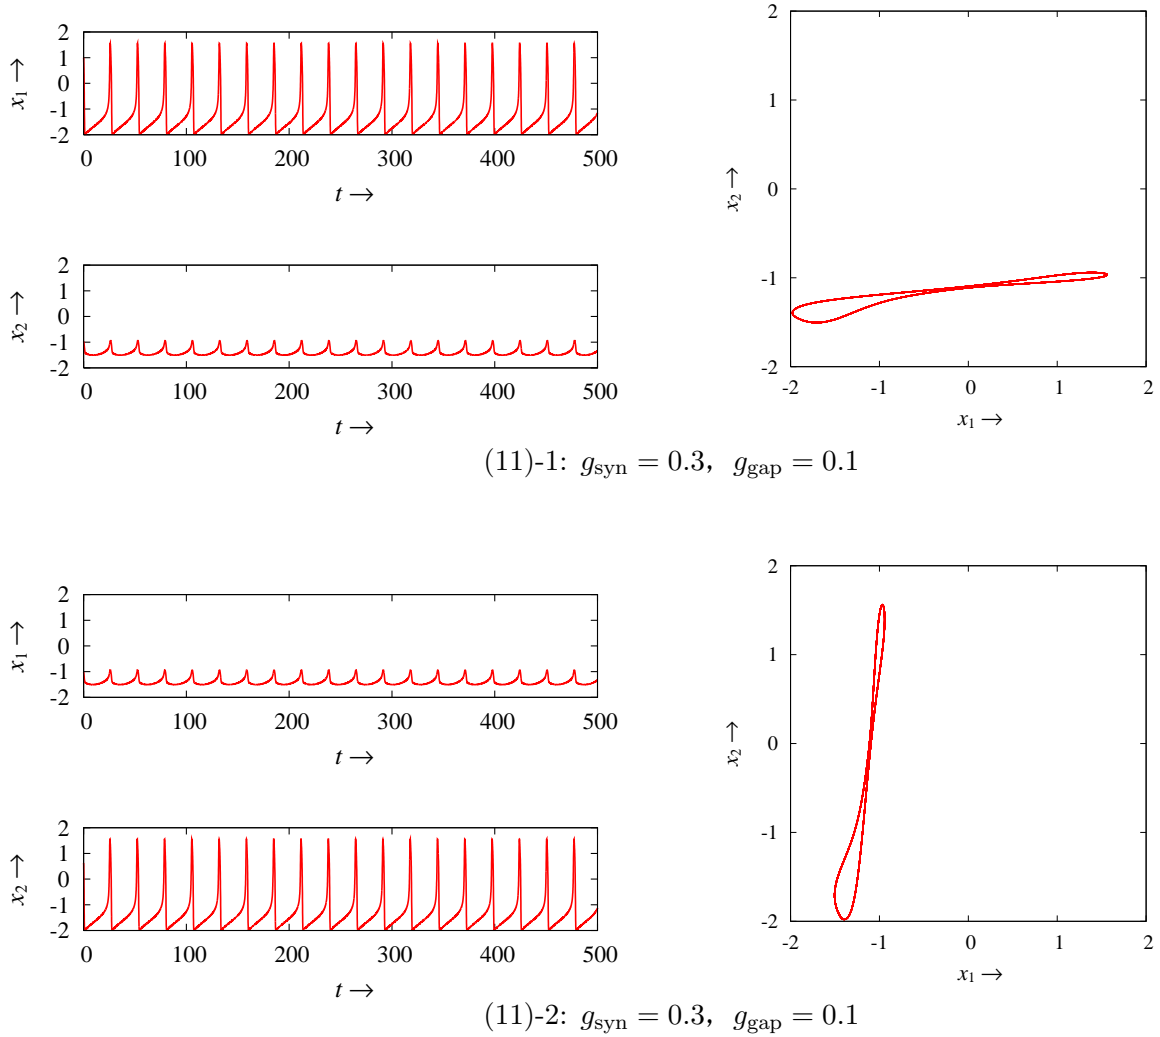 x₁ →
2
1
0
-1
-2
0 100 200 300 400 500
t →
x₂ →
2
1
0
-1
-2
0 100 200 300 400 500
t →
x₂ →
2
1
0
-1
-2
-2 -1 0 1 2
x₁ →
(11)-1: g_syn = 0.3, g_gap = 0.1
x₁ →
2
1
0
-1
-2
0 100 200 300 400 500
t →
x₂ →
2
1
0
-1
-2
0 100 200 300 400 500
t →
x₂ →
2
1
0
-1
-2
-2 -1 0 1 2
x₁ →
(11)-2: g_syn = 0.3, g_gap = 0.1